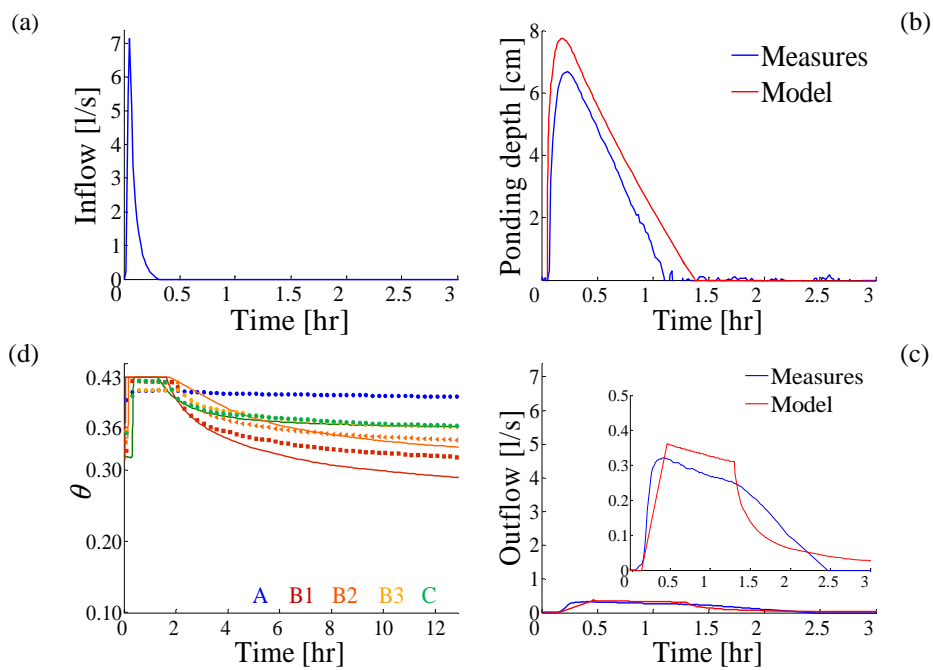 (a)
Inflow [l/s]
7
6
5
4
3
2
1
0
0 0.5 1 1.5 2 2.5 3
Time [hr]
(b)
Ponding depth [cm]
8
6
4
2
0
Measures
Model
0 0.5 1 1.5 2 2.5 3
Time [hr]
(d)
θ
0.43
0.36
0.30
0.20
0.10
A B1 B2 B3 C
0 2 4 6 8 10 12
Time [hr]
(c)
Outflow [l/s]
7
6
5
4
3
2
1
0
Measures
Model
0.5
0.4
0.3
0.2
0.1
0
0 0.5 1 1.5 2 2.5 3
0 0.5 1 1.5 2 2.5 3
Time [hr]